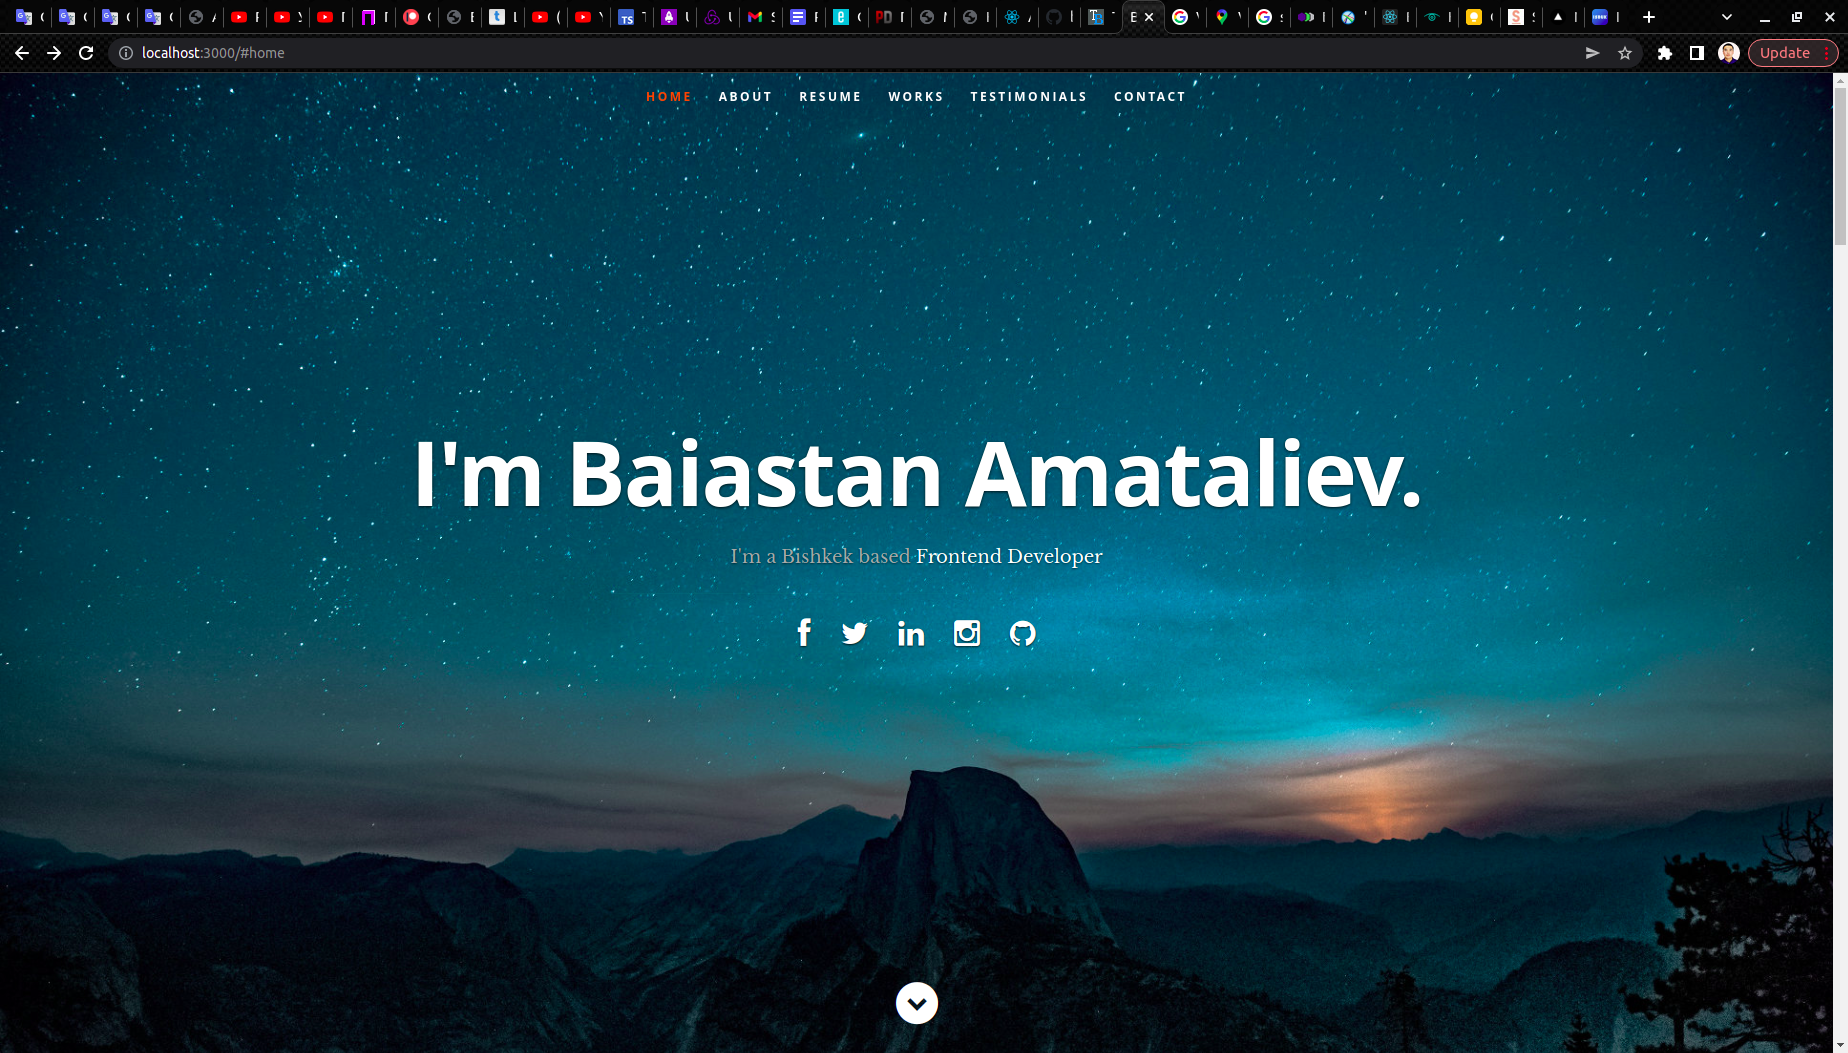 localhost:3000/#home
Update
HOME ABOUT RESUME WORKS TESTIMONIALS CONTACT
I'm Baiastan Amataliev.
I'm a Bishkek based Frontend Developer